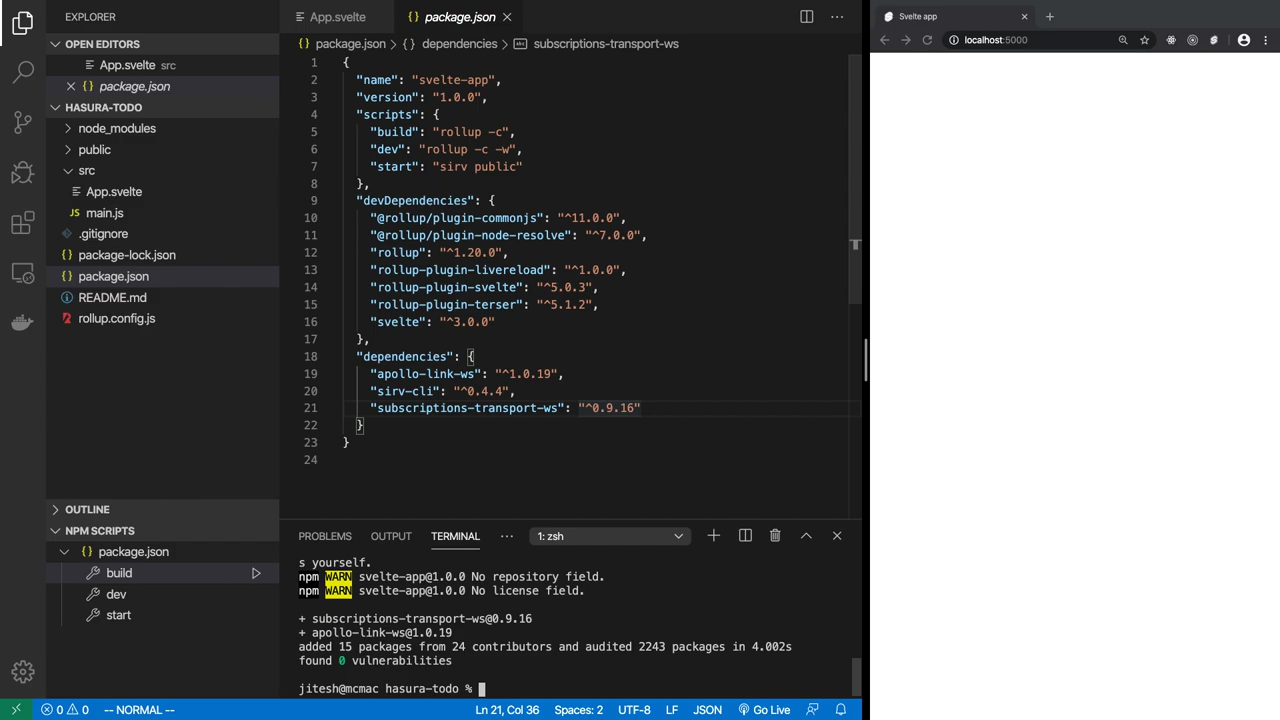 EXPLORER
OPEN EDITORS
App.svelte src
{} package.json
HASURA-TODO
node_modules
public
src
App.svelte
JS main.js
.gitignore
{} package-lock.json
{} package.json
README.md
rollup.config.js
OUTLINE
NPM SCRIPTS
package.json
build
dev
start
App.svelte
{} package.json
{} package.json > {} dependencies > subscriptions-transport-ws
1 {
2 "name": "svelte-app",
3 "version": "1.0.0",
4 "scripts": {
5 "build": "rollup -c",
6 "dev": "rollup -c -w",
7 "start": "sirv public"
8 },
9 "devDependencies": {
10 "@rollup/plugin-commonjs": "^11.0.0",
11 "@rollup/plugin-node-resolve": "^7.0.0",
12 "rollup": "^1.20.0",
13 "rollup-plugin-livereload": "^1.0.0",
14 "rollup-plugin-svelte": "^5.0.3",
15 "rollup-plugin-terser": "^5.1.2",
16 "svelte": "^3.0.0"
17 },
18 "dependencies": {
19 "apollo-link-ws": "^1.0.19",
20 "sirv-cli": "^0.4.4",
21 "subscriptions-transport-ws": "^0.9.16"
22 }
23 }
24
PROBLEMS OUTPUT TERMINAL ··· 1: zsh
s yourself.
npm WARN svelte-app@1.0.0 No repository field.
npm WARN svelte-app@1.0.0 No license field.
+ subscriptions-transport-ws@0.9.16
+ apollo-link-ws@1.0.19
added 15 packages from 24 contributors and audited 2243 packages in 4.002s
found 0 vulnerabilities
jitesh@mcmac hasura-todo %
0 0 -- NORMAL -- Ln 21, Col 36 Spaces: 2 UTF-8 LF JSON Go Live
Svelte app
localhost:5000